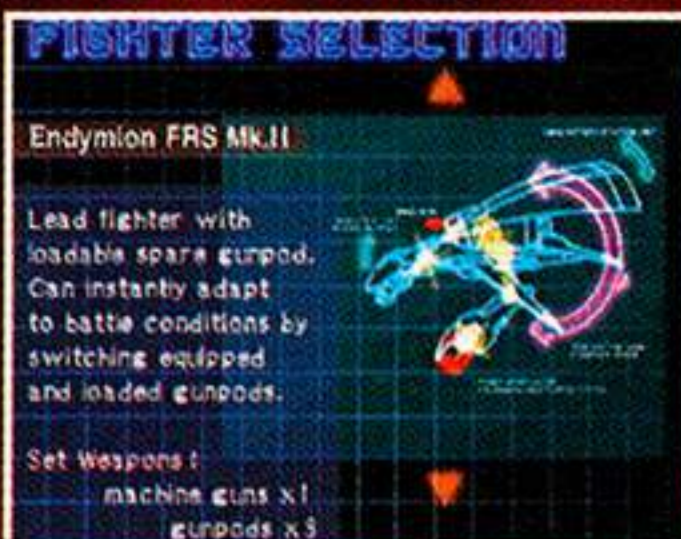 FIGHTER SELECTION
Endymion FRS Mk.II
Lead fighter with
loadable spare gunpod.
Can instantly adapt
to battle conditions by
switching equipped
and loaded gunpods.
Set Weapons:
machine guns x1
gunpods x3